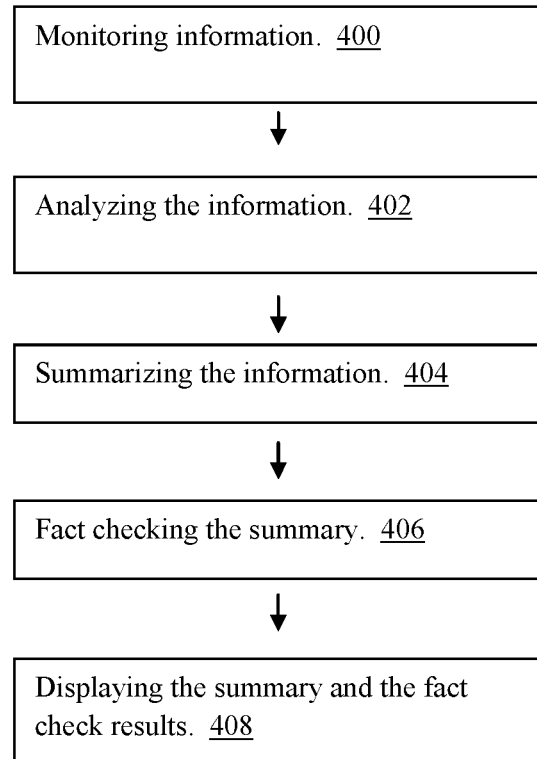 Monitoring information. 400
Analyzing the information. 402
Summarizing the information. 404
Fact checking the summary. 406
Displaying the summary and the fact
check results. 408